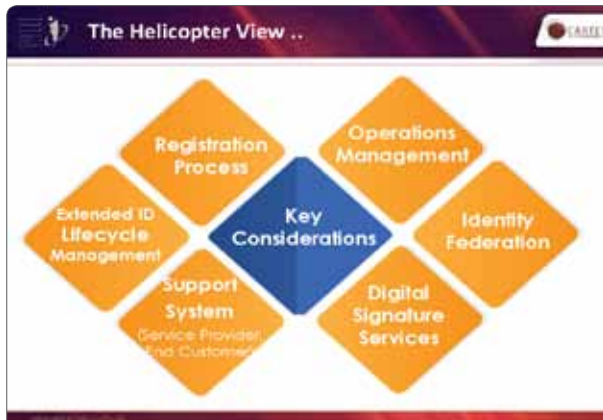 The Helicopter View ..
Registration
Process
Operations
Management
Extended ID
Lifecycle
Management
Key
Considerations
Identity
Federation
Support
System
(Service Provider,
End Customer)
Digital
Signature
Services